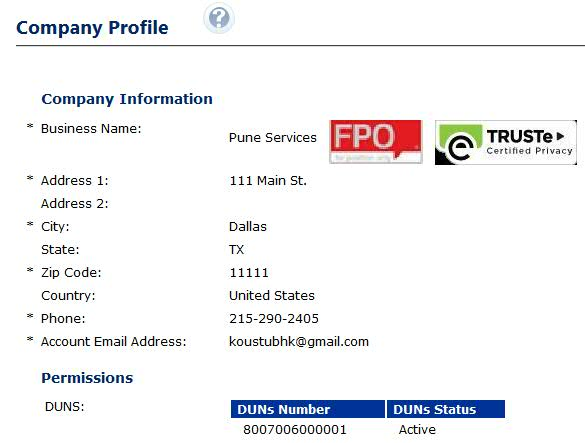 Company Profile ?
Company Information
* Business Name: Pune Services FPO for position only e TRUSTe Certified Privacy
* Address 1: 111 Main St.
Address 2:
* City: Dallas
State: TX
* Zip Code: 11111
Country: United States
* Phone: 215-290-2405
* Account Email Address: koustubhk@gmail.com
Permissions
DUNS: DUNs Number DUNs Status
8007006000001 Active